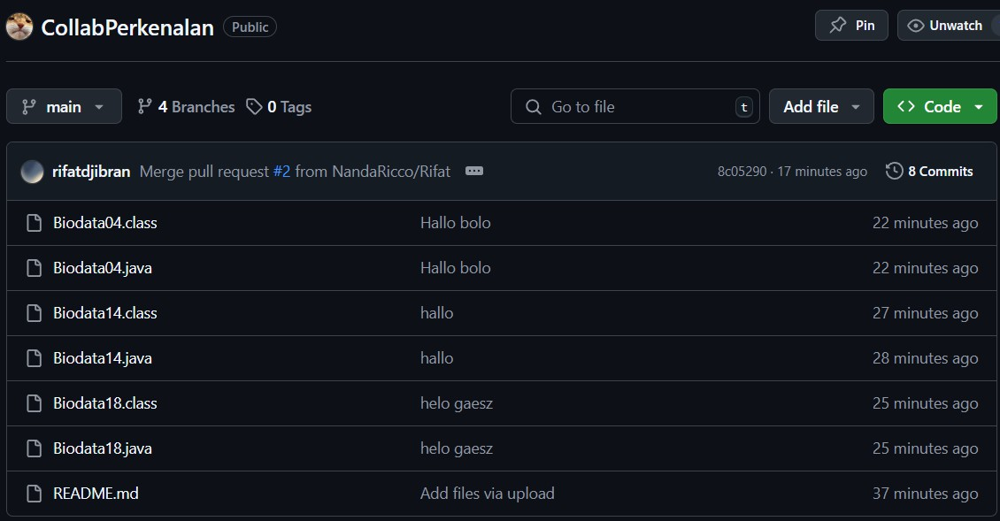 CollabPerkenalan Public Pin Unwatch
main 4 Branches 0 Tags Go to file t Add file Code
rifatdjibran Merge pull request #2 from NandaRicco/Rifat 8c05290 · 17 minutes ago 8 Commits
Biodata04.class Hallo bolo 22 minutes ago
Biodata04.java Hallo bolo 22 minutes ago
Biodata14.class hallo 27 minutes ago
Biodata14.java hallo 28 minutes ago
Biodata18.class helo gaesz 25 minutes ago
Biodata18.java helo gaesz 25 minutes ago
README.md Add files via upload 37 minutes ago